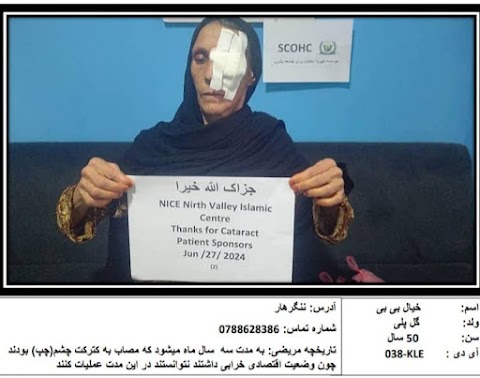 SCOHC
جزاک الله خیرا
NICE Nirth Valley Islamic
Centre
Thanks for Cataract
Patient Sponsors
Jun /27/ 2024
(2)
اسم: خیال بی بی
ولد: گل پلی
سن: 50 سال
آی دی : 038-KLE
آدرس: ننگرهار
شماره تماس: 0788628386
تاریخچه مریضی: به مدت سه سال ماه میشود که مصاب به کترکت چشم(چپ) بودند
چون وضعیت اقتصادی خرابی داشتند نتوانستند در این مدت عملیات کنند